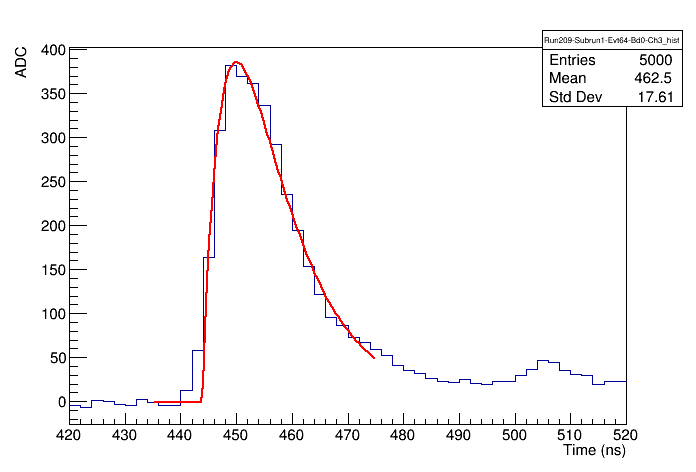 Run209-Subrun1-Evt64-Bd0-Ch3_hist
Entries 5000
Mean 462.5
Std Dev 17.61
ADC
400
350
300
250
200
150
100
50
0
420 430 440 450 460 470 480 490 500 510 520
Time (ns)